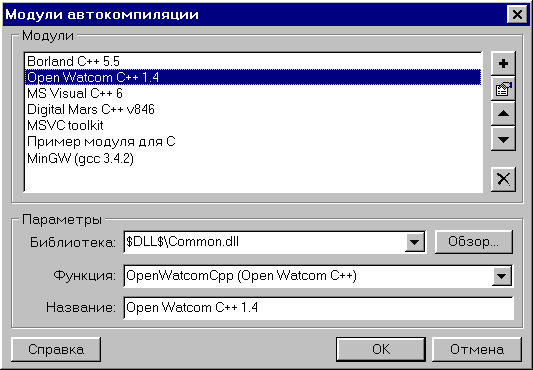 Модули автокомпиляции
Модули
Borland C++ 5.5
Open Watcom C++ 1.4
MS Visual C++ 6
Digital Mars C++ v846
MSVC toolkit
Пример модуля для C
MinGW (gcc 3.4.2)
Параметры
Библиотека: $DLL$\Common.dll Обзор...
Функция: OpenWatcomCpp (Open Watcom C++)
Название: Open Watcom C++ 1.4
Справка OK Отмена